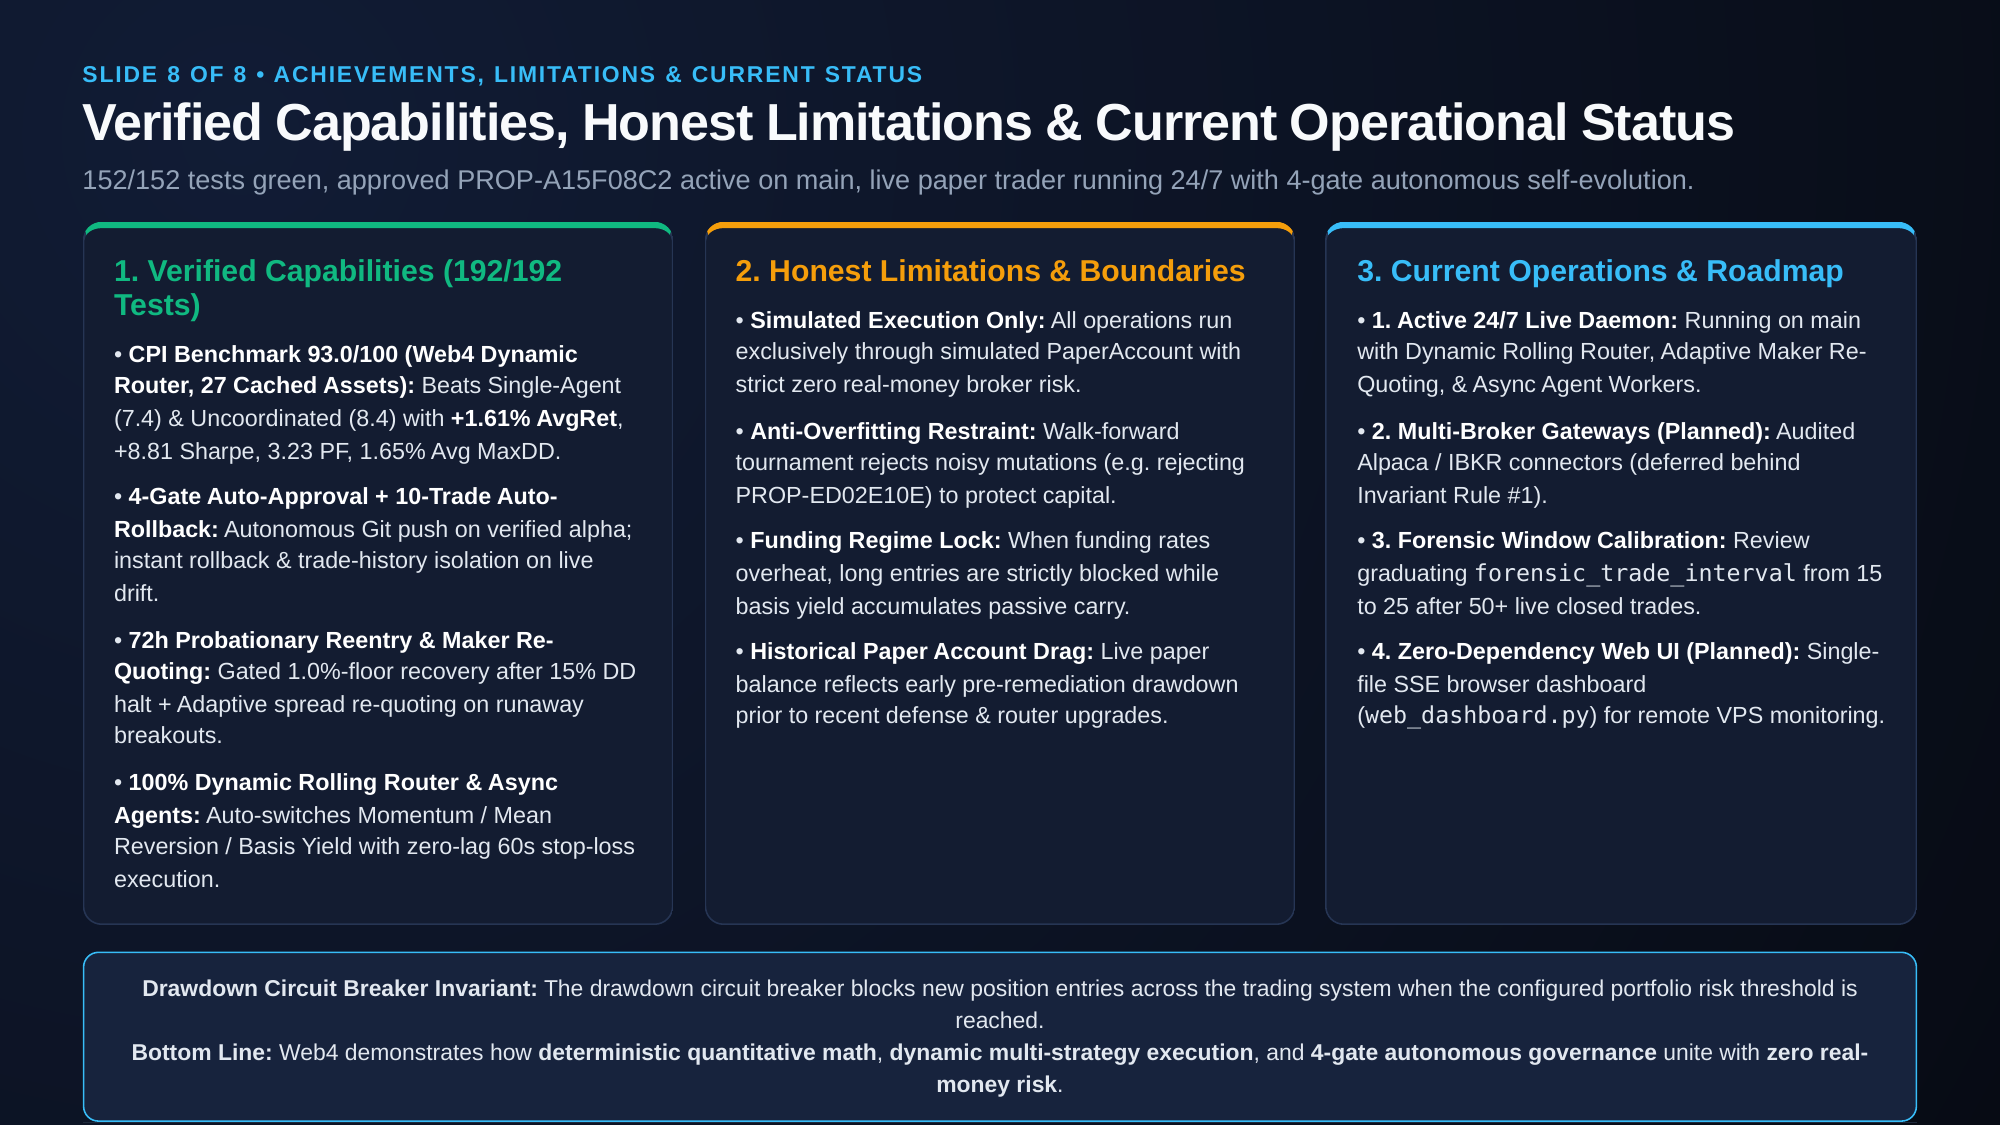 SLIDE 8 OF 8 • ACHIEVEMENTS, LIMITATIONS & CURRENT STATUS
Verified Capabilities, Honest Limitations & Current Operational Status
152/152 tests green, approved PROP-A15F08C2 active on main, live paper trader running 24/7 with 4-gate autonomous self-evolution.
1. Verified Capabilities (192/192
Tests)
• CPI Benchmark 93.0/100 (Web4 Dynamic
Router, 27 Cached Assets): Beats Single-Agent
(7.4) & Uncoordinated (8.4) with +1.61% AvgRet,
+8.81 Sharpe, 3.23 PF, 1.65% Avg MaxDD.
• 4-Gate Auto-Approval + 10-Trade Auto-
Rollback: Autonomous Git push on verified alpha;
instant rollback & trade-history isolation on live
drift.
• 72h Probationary Reentry & Maker Re-
Quoting: Gated 1.0%-floor recovery after 15% DD
halt + Adaptive spread re-quoting on runaway
breakouts.
• 100% Dynamic Rolling Router & Async
Agents: Auto-switches Momentum / Mean
Reversion / Basis Yield with zero-lag 60s stop-loss
execution.
2. Honest Limitations & Boundaries
• Simulated Execution Only: All operations run
exclusively through simulated PaperAccount with
strict zero real-money broker risk.
• Anti-Overfitting Restraint: Walk-forward
tournament rejects noisy mutations (e.g. rejecting
PROP-ED02E10E) to protect capital.
• Funding Regime Lock: When funding rates
overheat, long entries are strictly blocked while
basis yield accumulates passive carry.
• Historical Paper Account Drag: Live paper
balance reflects early pre-remediation drawdown
prior to recent defense & router upgrades.
3. Current Operations & Roadmap
• 1. Active 24/7 Live Daemon: Running on main
with Dynamic Rolling Router, Adaptive Maker Re-
Quoting, & Async Agent Workers.
• 2. Multi-Broker Gateways (Planned): Audited
Alpaca / IBKR connectors (deferred behind
Invariant Rule #1).
• 3. Forensic Window Calibration: Review
graduating forensic_trade_interval from 15
to 25 after 50+ live closed trades.
• 4. Zero-Dependency Web UI (Planned): Single-
file SSE browser dashboard
(web_dashboard.py) for remote VPS monitoring.
Drawdown Circuit Breaker Invariant: The drawdown circuit breaker blocks new position entries across the trading system when the configured portfolio risk threshold is
reached.
Bottom Line: Web4 demonstrates how deterministic quantitative math, dynamic multi-strategy execution, and 4-gate autonomous governance unite with zero real-
money risk.